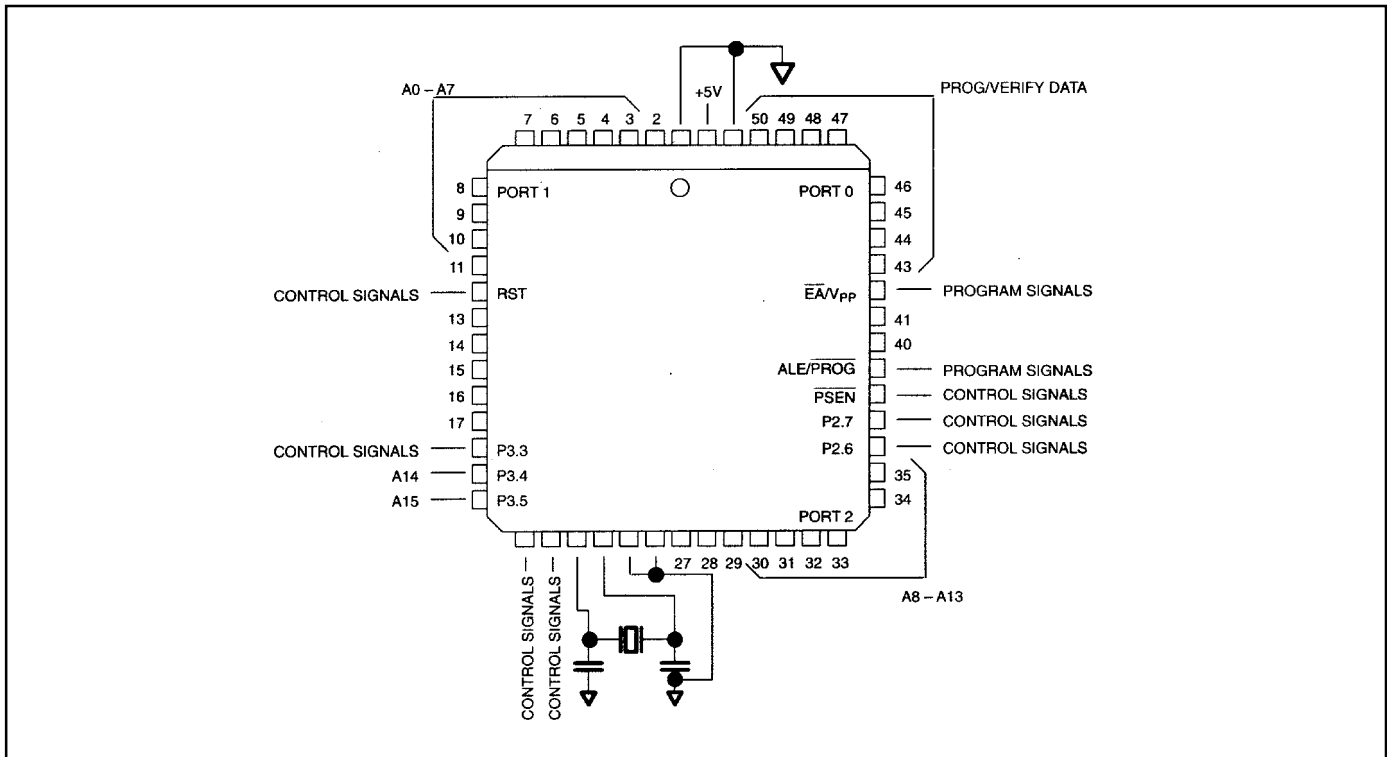 A0 – A7
+5V
PROG/VERIFY DATA
7 6 5 4 3 2 50 49 48 47
8 PORT 1 PORT 0 46
9 45
10 44
11 43
CONTROL SIGNALS RST E̅A̅/VPP PROGRAM SIGNALS
13 41
14 40
15 ALE/P̅R̅O̅G̅ PROGRAM SIGNALS
16 P̅S̅E̅N̅ CONTROL SIGNALS
17 P2.7 CONTROL SIGNALS
CONTROL SIGNALS P3.3 P2.6 CONTROL SIGNALS
A14 P3.4 35
A15 P3.5 34
PORT 2
27 28 29 30 31 32 33
A8 – A13
CONTROL SIGNALS
CONTROL SIGNALS